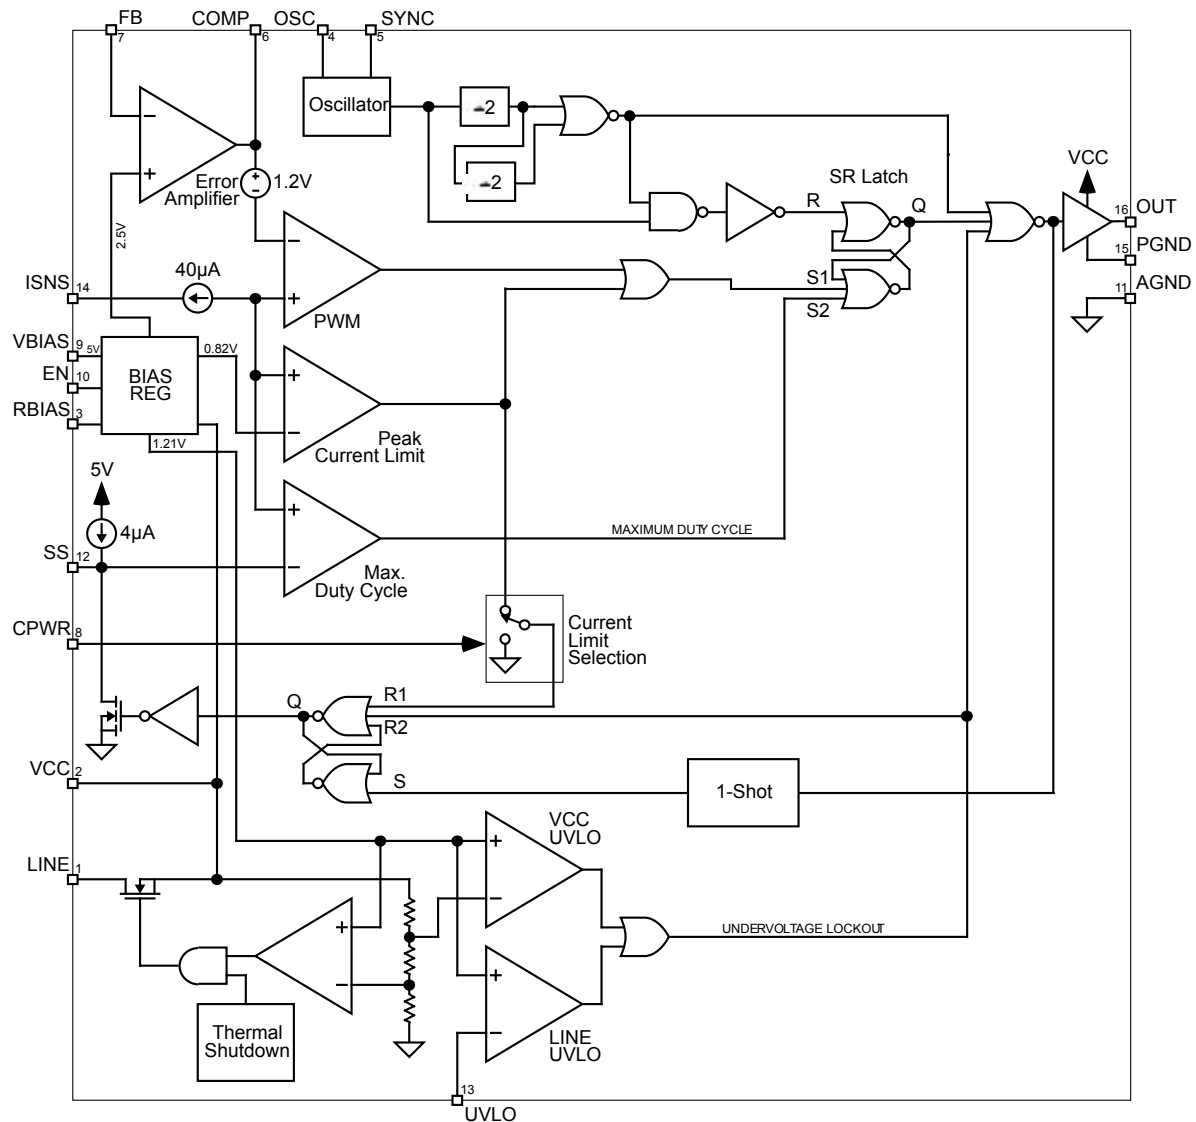 FB
COMP
OSC
SYNC
7
6
4
5
Oscillator
2
2
Error
Amplifier
1.2V
2.5V
SR Latch
R
Q
VCC
16
OUT
15
PGND
11
AGND
ISNS
14
40µA
PWM
S1
S2
VBIAS
9
5V
EN
10
RBIAS
3
BIAS
REG
0.82V
1.21V
Peak
Current Limit
5V
4µA
SS
12
MAXIMUM DUTY CYCLE
Max.
Duty Cycle
CPWR
8
Current
Limit
Selection
Q
R1
R2
S
1-Shot
VCC
2
VCC
UVLO
LINE
1
UNDERVOLTAGE LOCKOUT
Thermal
Shutdown
LINE
UVLO
13
UVLO